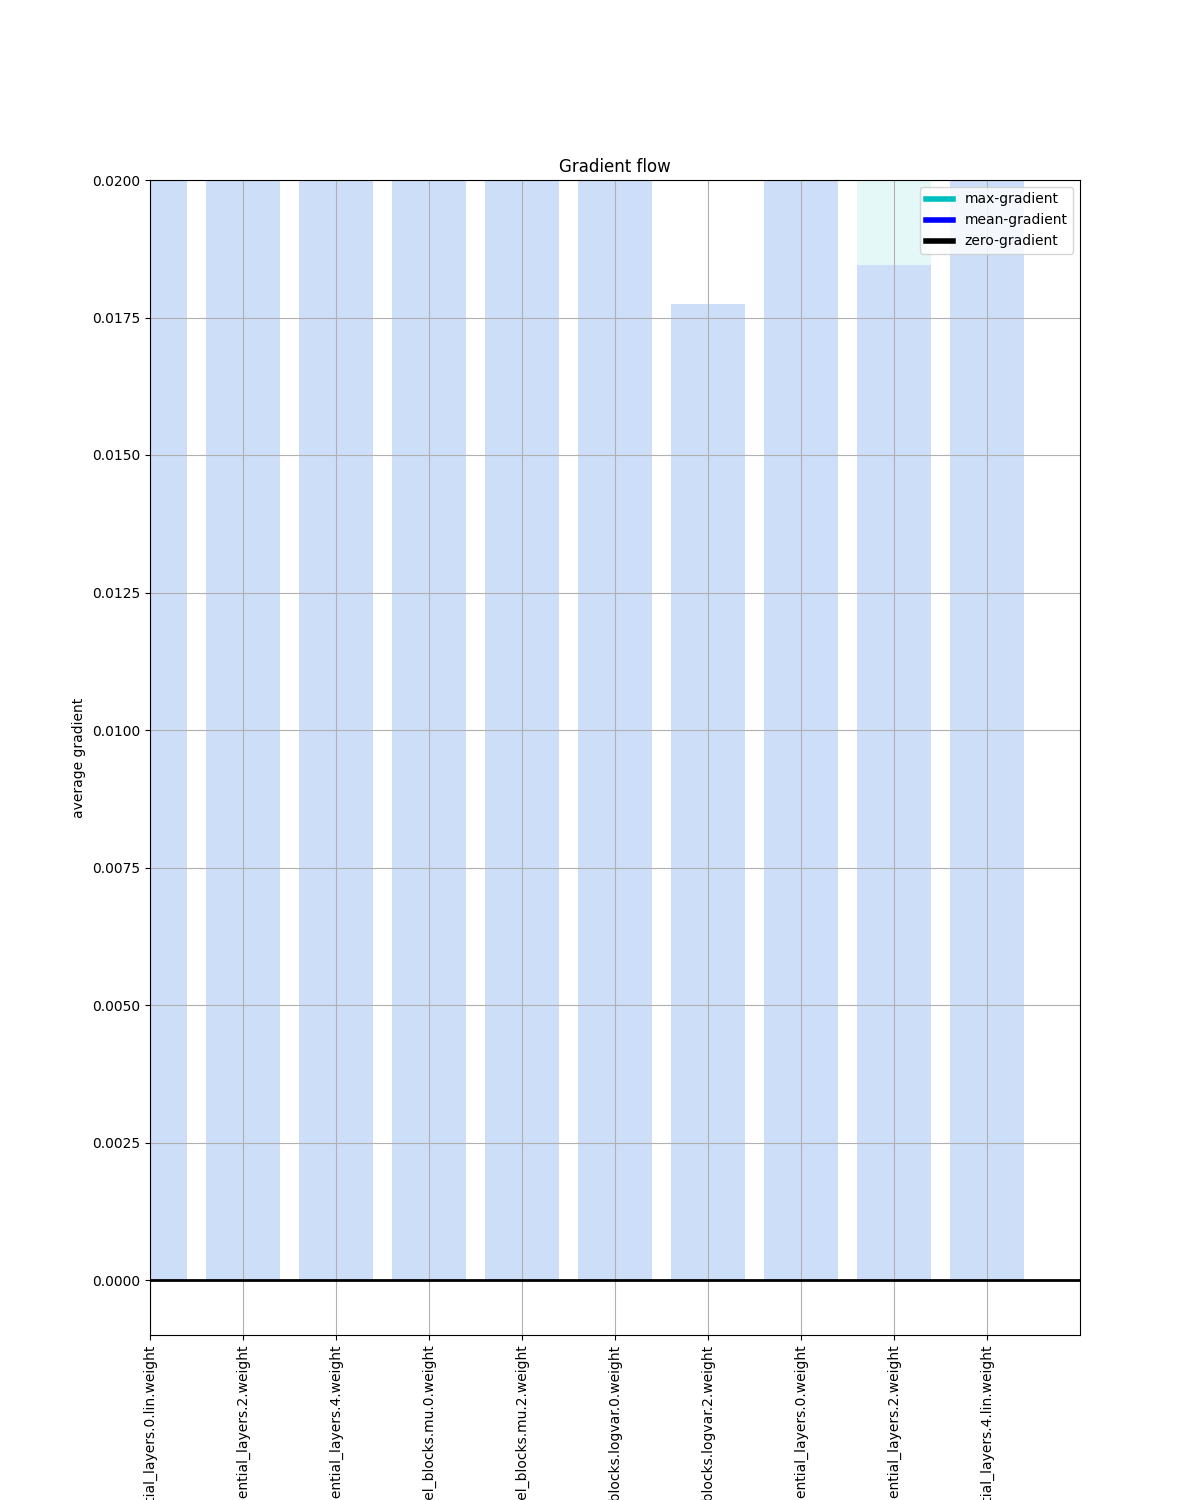 Gradient flow
max-gradient
mean-gradient
zero-gradient
0.0200
0.0175
0.0150
0.0125
0.0100
0.0075
0.0050
0.0025
0.0000
average gradient
tial_layers.0.lin.weight
ential_layers.2.weight
ential_layers.4.weight
el_blocks.mu.0.weight
el_blocks.mu.2.weight
blocks.logvar.0.weight
blocks.logvar.2.weight
ential_layers.0.weight
ential_layers.2.weight
tial_layers.4.lin.weight